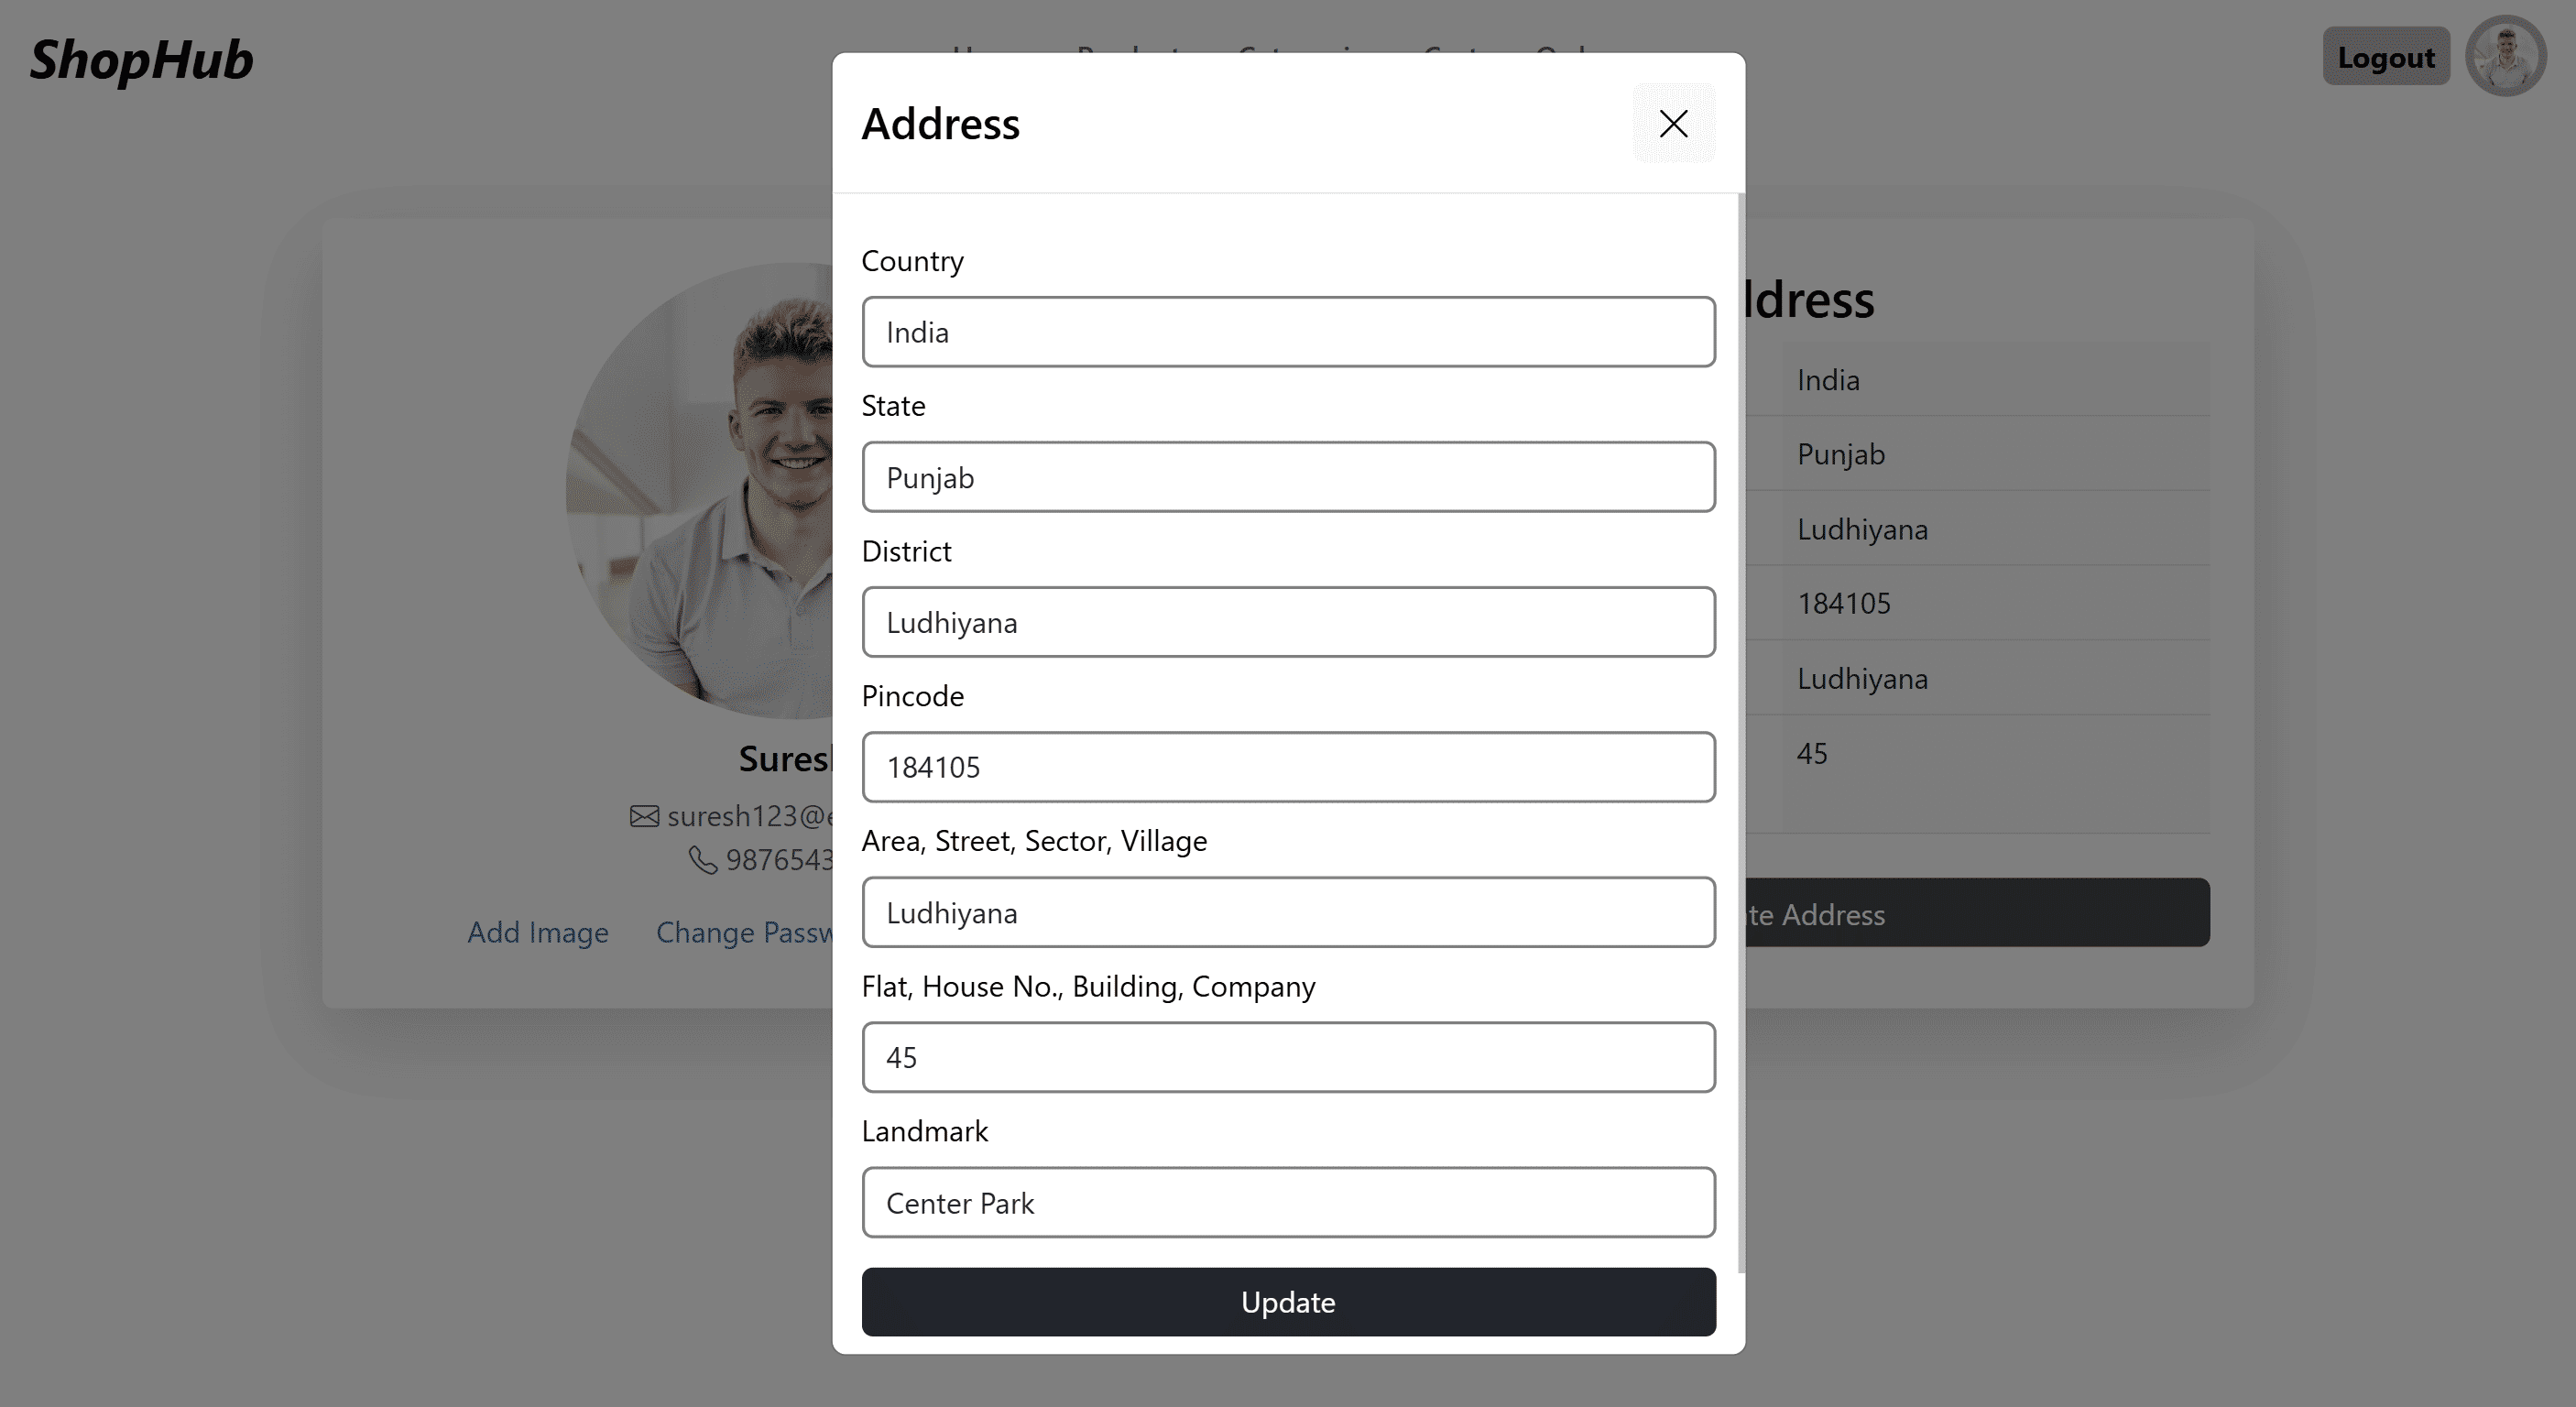 ShopHub
Logout
Address
Country
India
State
Punjab
District
Ludhiyana
Pincode
184105
Area, Street, Sector, Village
Ludhiyana
Flat, House No., Building, Company
45
Landmark
Center Park
Update
suresh123@
9876543
Add Image
Change Passw
ldress
India
Punjab
Ludhiyana
184105
Ludhiyana
45
te Address